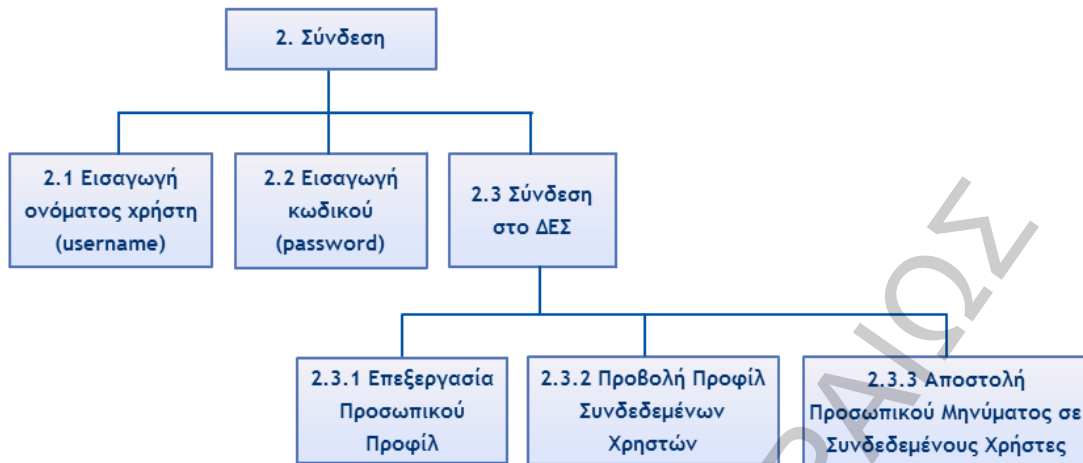 2. Σύνδεση
2.1 Εισαγωγή
ονόματος χρήστη
(username)
2.2 Εισαγωγή
κωδικού
(password)
2.3 Σύνδεση
στο ΔΕΣ
2.3.1 Επεξεργασία
Προσωπικού
Προφίλ
2.3.2 Προβολή Προφίλ
Συνδεδεμένων
Χρηστών
2.3.3 Αποστολή
Προσωπικού Μηνύματος σε
Συνδεδεμένους Χρήστες
ΡΑΙΩΣ